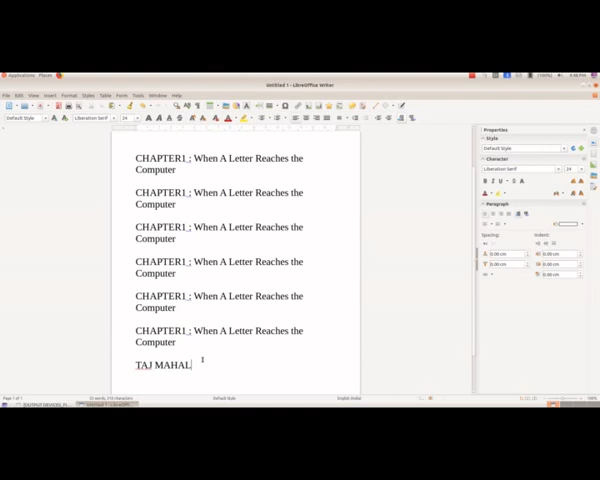 Applications Places
(100%)
Untitled 1 - LibreOffice Writer
File Edit View Insert Format Styles Table Form Tools Window Help
Default Style Liberation Serif 24
CHAPTER1 : When A Letter Reaches the
Computer
CHAPTER1 : When A Letter Reaches the
Computer
CHAPTER1 : When A Letter Reaches the
Computer
CHAPTER1 : When A Letter Reaches the
Computer
CHAPTER1 : When A Letter Reaches the
Computer
CHAPTER1 : When A Letter Reaches the
Computer
TAJ MAHAL
Properties
Style
Default Style
Character
Liberation Serif 24
Paragraph
Spacing: Indent:
0.00 cm 0.00 cm
0.00 cm 0.00 cm
0.00 cm
Page 1 of 1 Default Style English (India) 100%